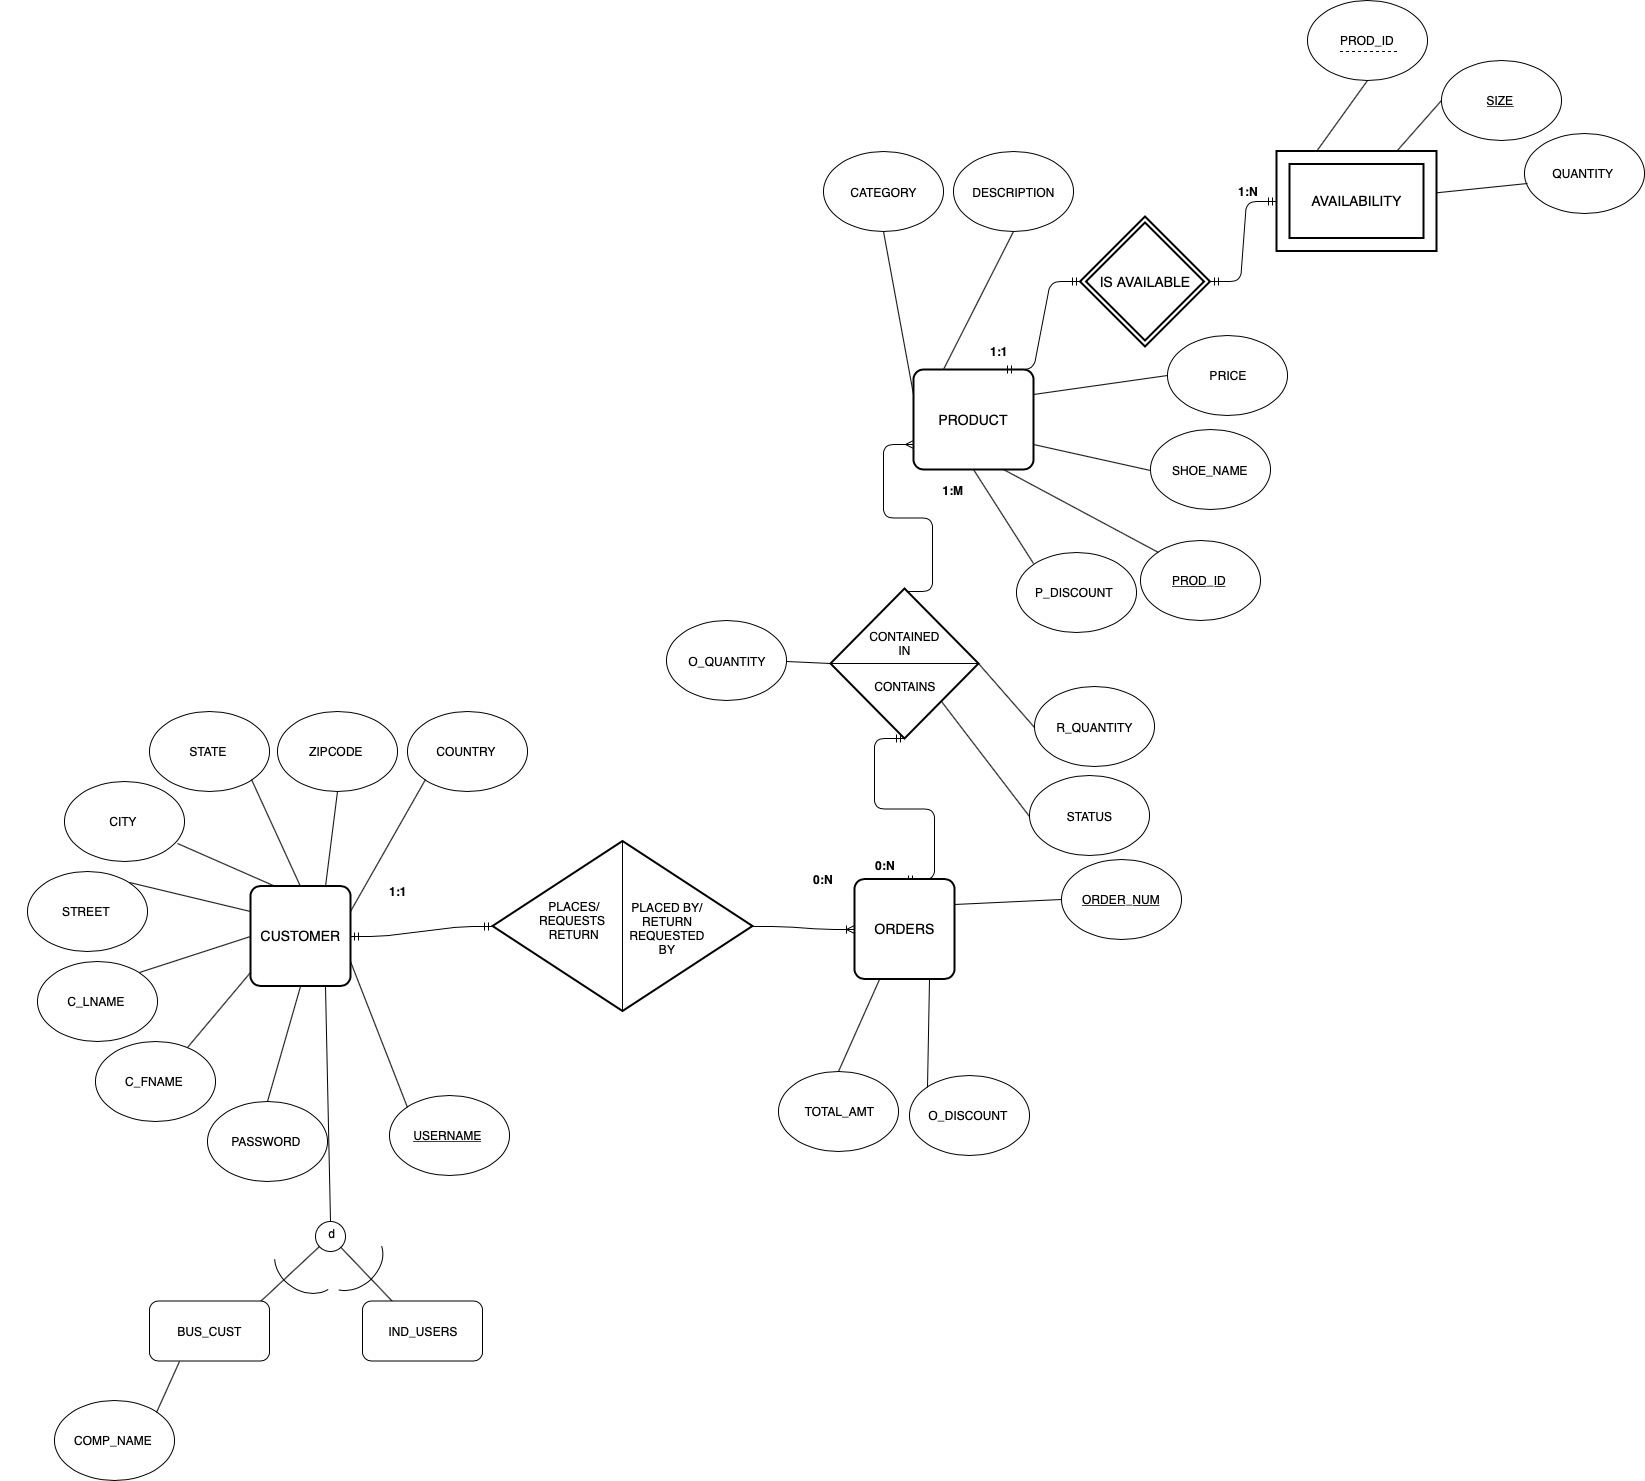 PROD_ID
SIZE
QUANTITY
AVAILABILITY
1:N
CATEGORY
DESCRIPTION
IS AVAILABLE
1:1
PRICE
PRODUCT
SHOE_NAME
1:M
P_DISCOUNT
PROD_ID
CONTAINED
IN
O_QUANTITY
CONTAINS
R_QUANTITY
STATUS
STATE
ZIPCODE
COUNTRY
CITY
0:N
0:N
1:1
ORDER_NUM
STREET
PLACES/
REQUESTS
RETURN
PLACED BY/
RETURN
REQUESTED
BY
CUSTOMER
ORDERS
C_LNAME
C_FNAME
TOTAL_AMT
O_DISCOUNT
PASSWORD
USERNAME
d
BUS_CUST
IND_USERS
COMP_NAME